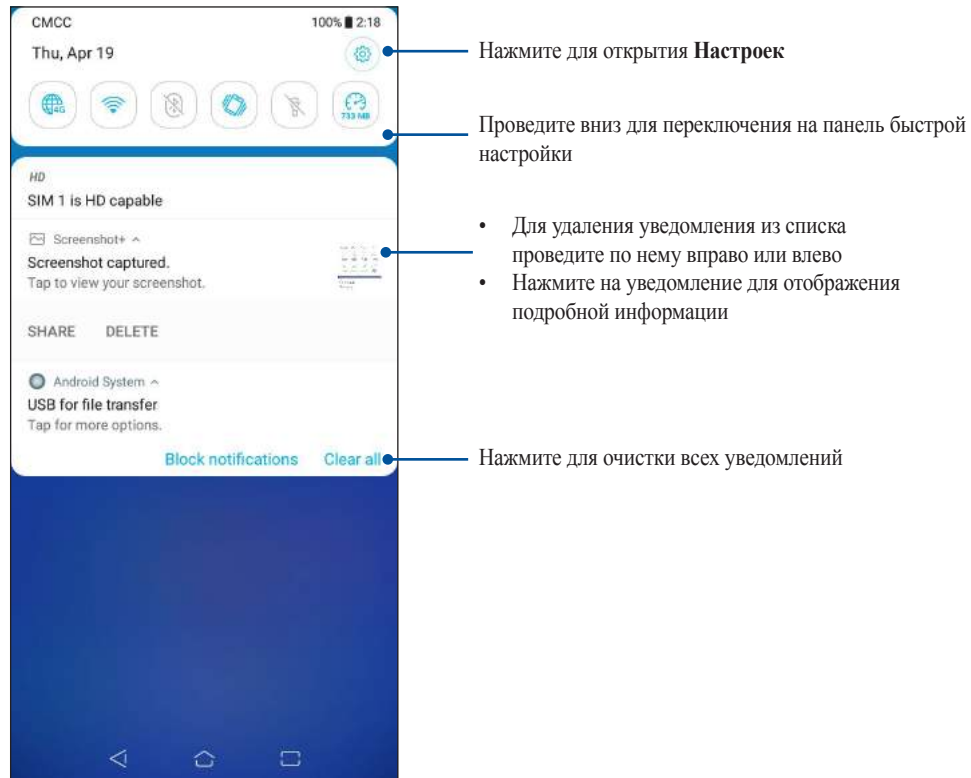 CMCC 100% 2:18
Thu, Apr 19
4G 733 MB
HD
SIM 1 is HD capable
Screenshot+
Screenshot captured.
Tap to view your screenshot.
SHARE DELETE
Android System
USB for file transfer
Tap for more options.
Block notifications Clear all
Нажмите для открытия Настроек
Проведите вниз для переключения на панель быстрой
настройки
• Для удаления уведомления из списка
проведите по нему вправо или влево
• Нажмите на уведомление для отображения
подробной информации
Нажмите для очистки всех уведомлений